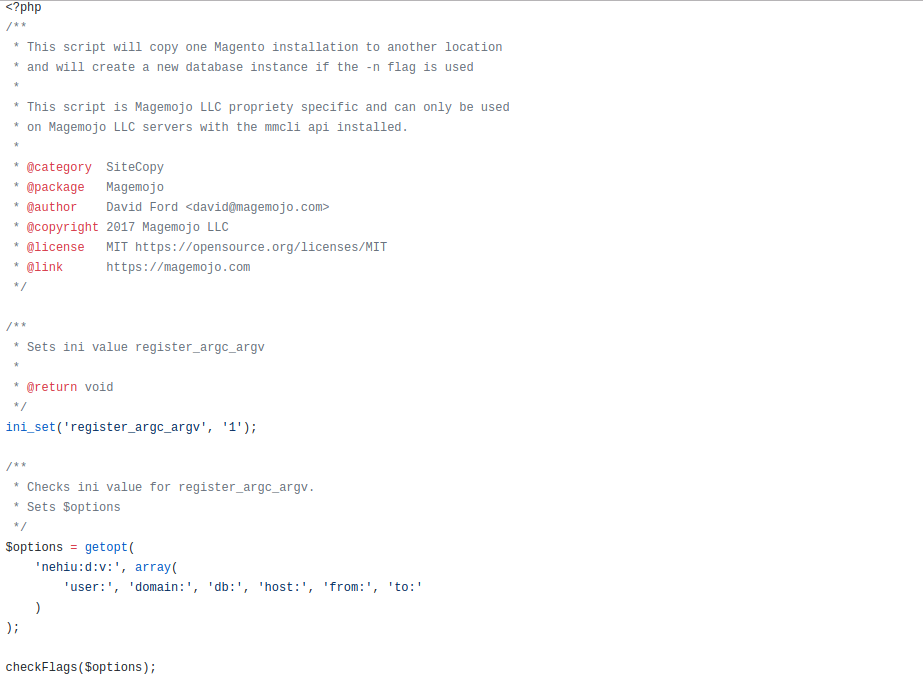 <?php
/**
 * This script will copy one Magento installation to another location
 * and will create a new database instance if the -n flag is used
 *
 * This script is Magemojo LLC propriety specific and can only be used
 * on Magemojo LLC servers with the mmcli api installed.
 *
 * @category  SiteCopy
 * @package   Magemojo
 * @author    David Ford <david@magemojo.com>
 * @copyright 2017 Magemojo LLC
 * @license   MIT https://opensource.org/licenses/MIT
 * @link      https://magemojo.com
 */

/**
 * Sets ini value register_argc_argv
 *
 * @return void
 */
ini_set('register_argc_argv', '1');

/**
 * Checks ini value for register_argc_argv.
 * Sets $options
 */
$options = getopt(
    'nehiu:d:v:', array(
        'user:', 'domain:', 'db:', 'host:', 'from:', 'to:'
    )
);

checkFlags($options);